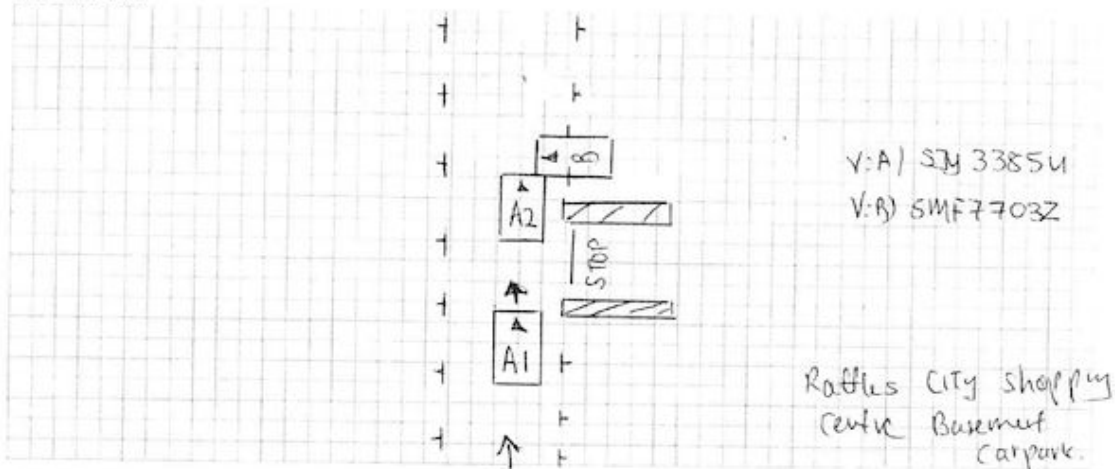 B
V:A) SJY 3385U
A2
V:B) SMF7703Z
STOP
A1
Raffles City Shopping
Centre Basement
Carpark.